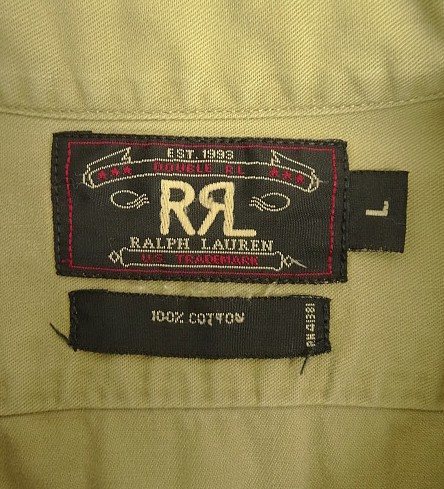 EST. 1993
DOUBLE RL
RRL
RALPH LAUREN
U.S. TRADEMARK
L
100% COTTON
RN 41381